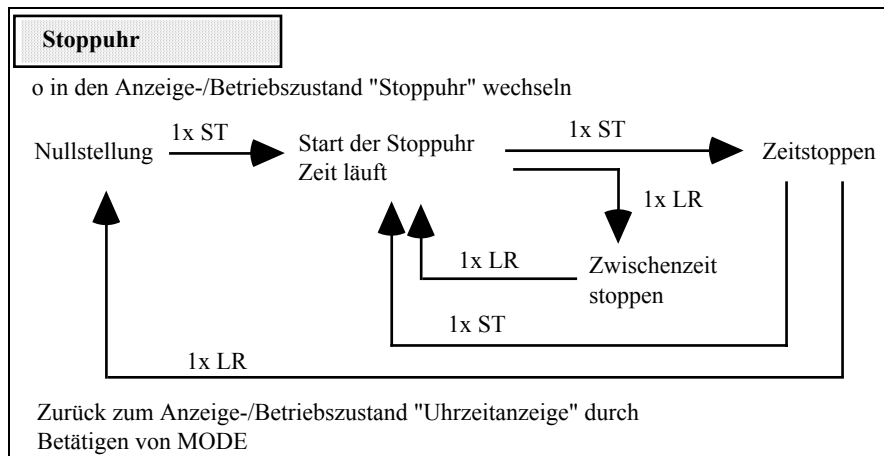 Stoppuhr
o in den Anzeige-/Betriebszustand "Stoppuhr" wechseln
Nullstellung
1x ST
Start der Stoppuhr
Zeit läuft
1x ST
Zeitstoppen
1x LR
1x LR
Zwischenzeit
stoppen
1x ST
1x LR
Zurück zum Anzeige-/Betriebszustand "Uhrzeitanzeige" durch
Betätigen von MODE